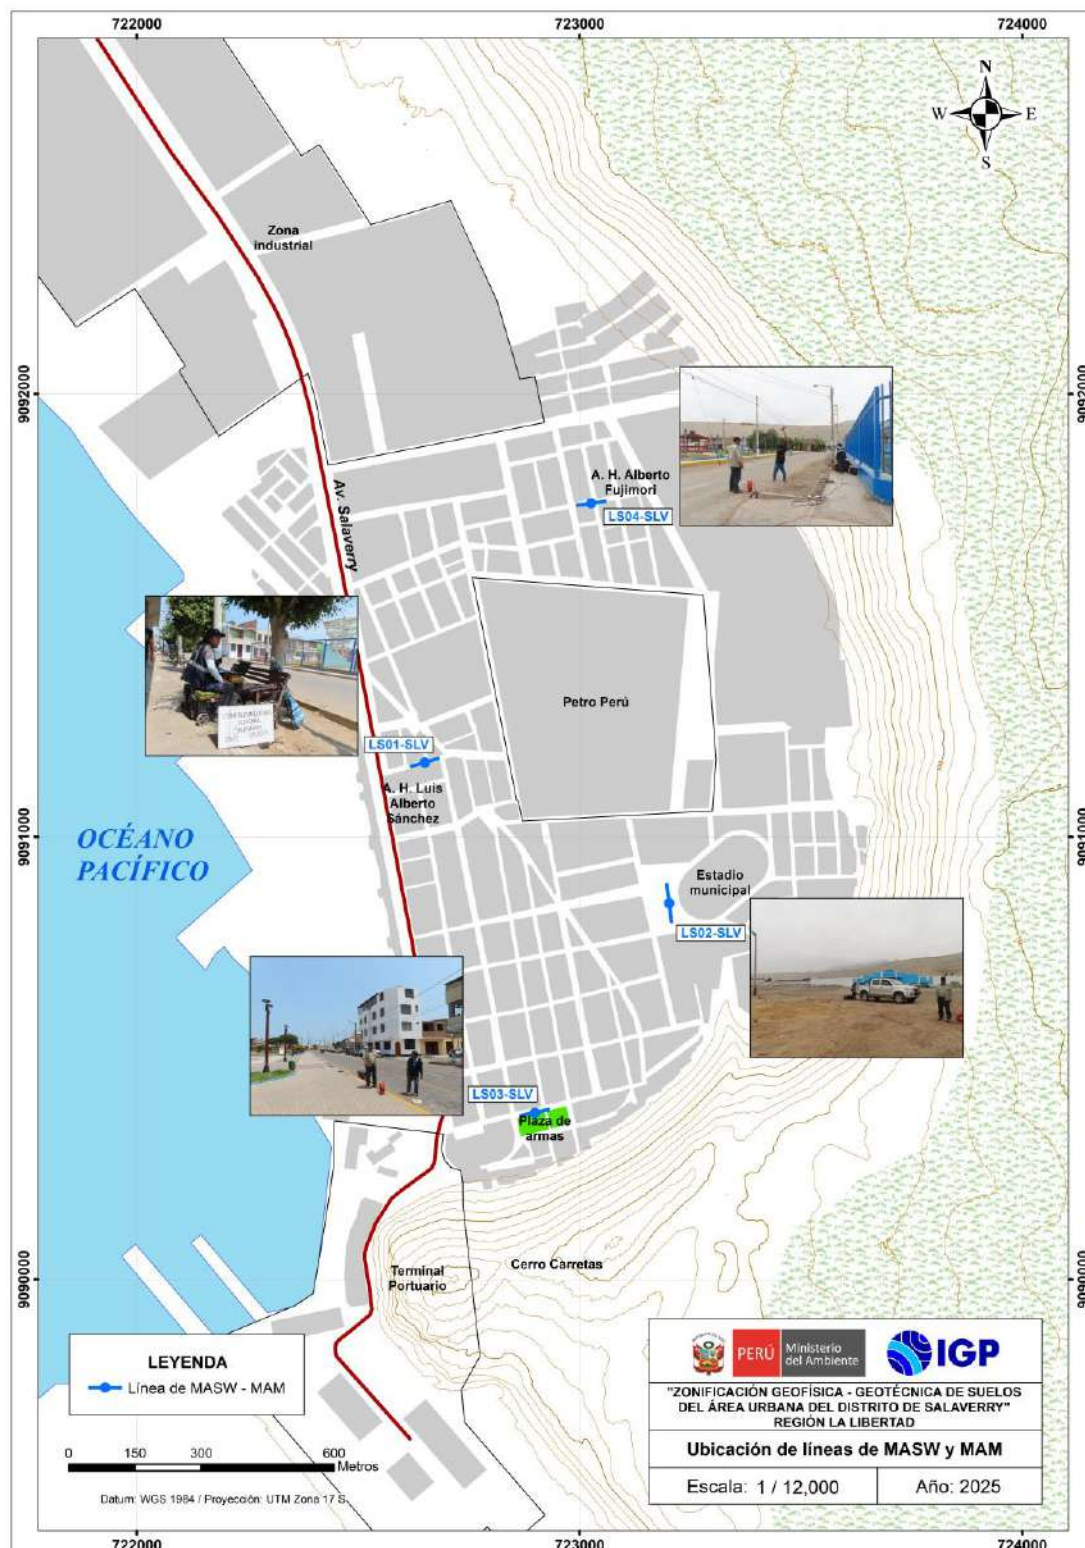 722000
723000
724000
N
W
E
S
Zona
industrial
9092000
9092000
A. H. Alberto
Fujimori
LS04-SLV
Av. Salaverry
Petro Perú
LS01-SLV
A. H. Luis
Alberto
Sánchez
9091000
9091000
OCÉANO
PACÍFICO
Estadio
municipal
LS02-SLV
LS03-SLV
Plaza de
armas
Cerro Carretas
Terminal
Portuario
9090000
9090000
LEYENDA
Línea de MASW - MAM
0 150 300 600
Metros
Datum: WGS 1984 / Proyección: UTM Zona 17 S
PERÚ
Ministerio
del Ambiente
IGP
"ZONIFICACIÓN GEOFÍSICA - GEOTÉCNICA DE SUELOS
DEL ÁREA URBANA DEL DISTRITO DE SALAVERRY"
REGIÓN LA LIBERTAD
Ubicación de líneas de MASW y MAM
Escala: 1 / 12,000
Año: 2025
722000
723000
724000